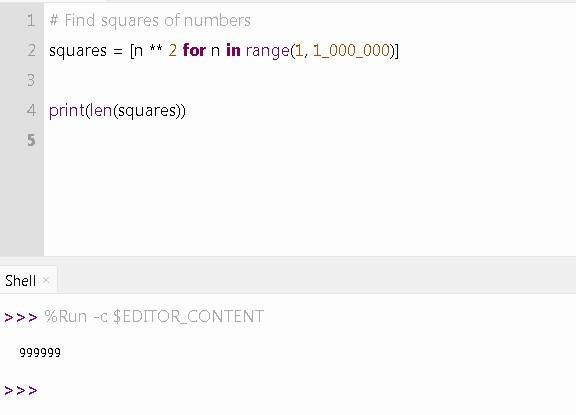 1 # Find squares of numbers
2 squares = [n ** 2 for n in range(1, 1_000_000)]
3
4 print(len(squares))
5
Shell ×
>>> %Run -c $EDITOR_CONTENT
999999
>>>